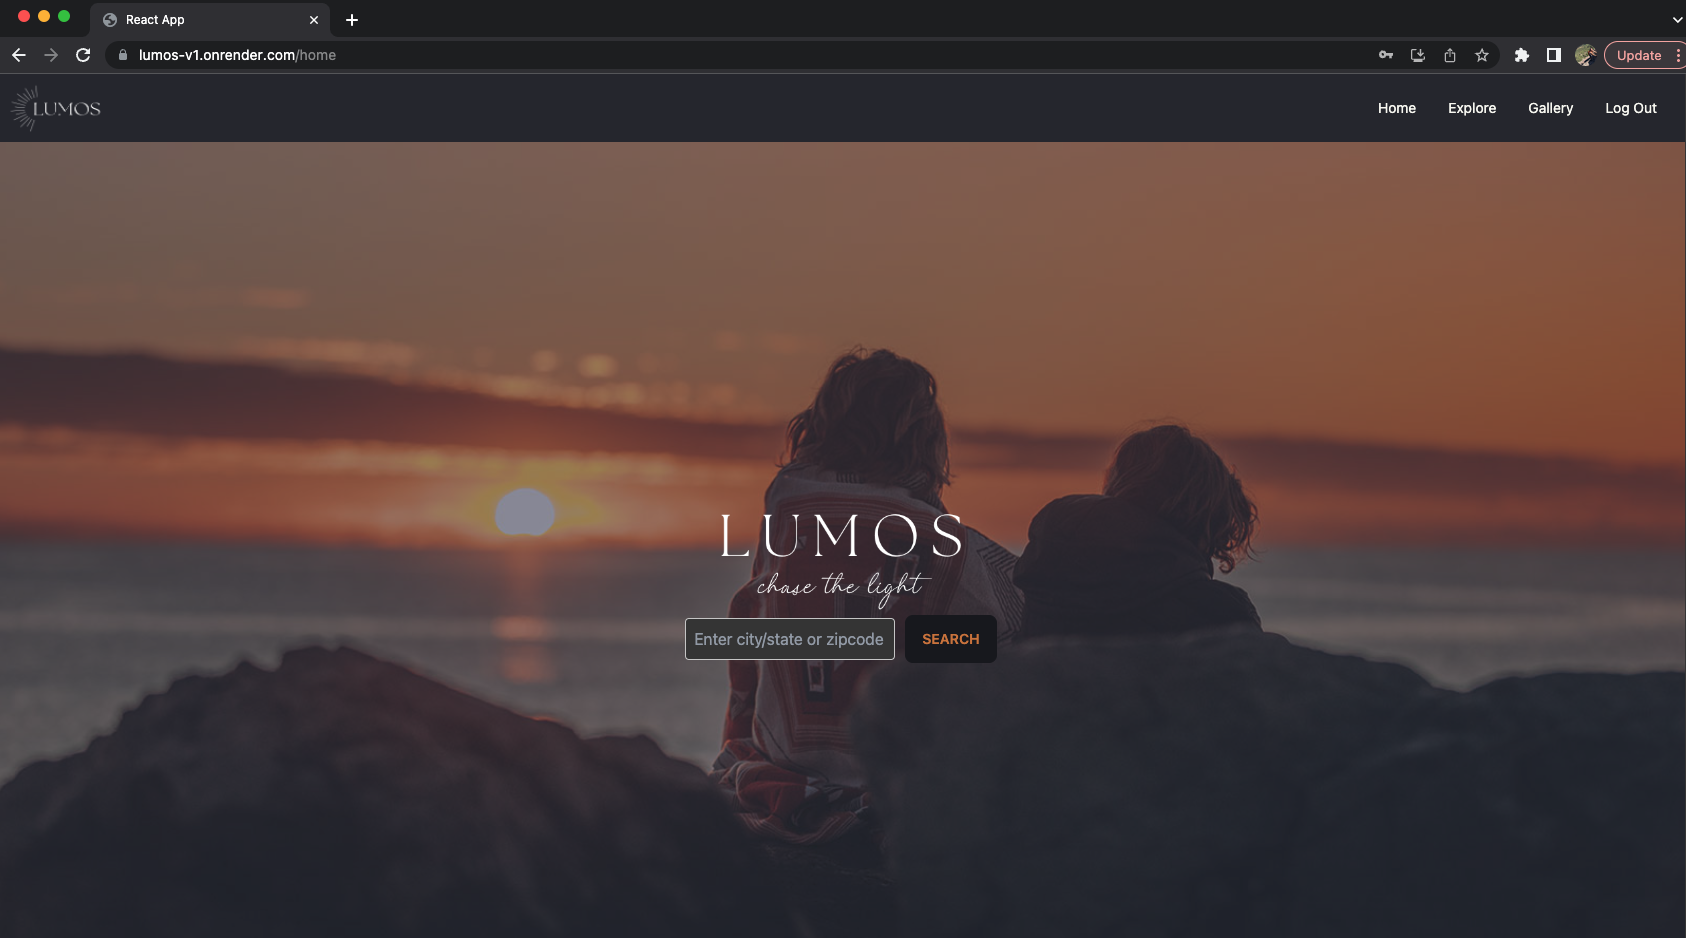 React App
lumos-v1.onrender.com/home
Update
LUMOS
Home
Explore
Gallery
Log Out
LUMOS
chase the light
Enter city/state or zipcode
SEARCH